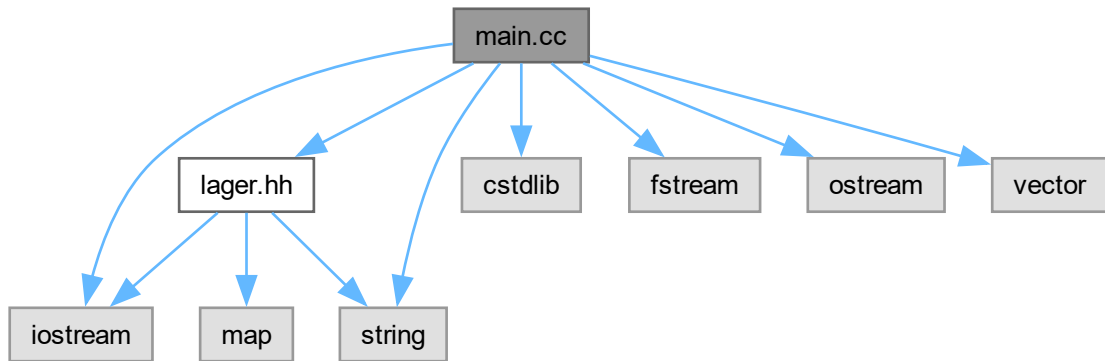 main.cc
lager.hh
cstdlib
fstream
ostream
vector
iostream
map
string